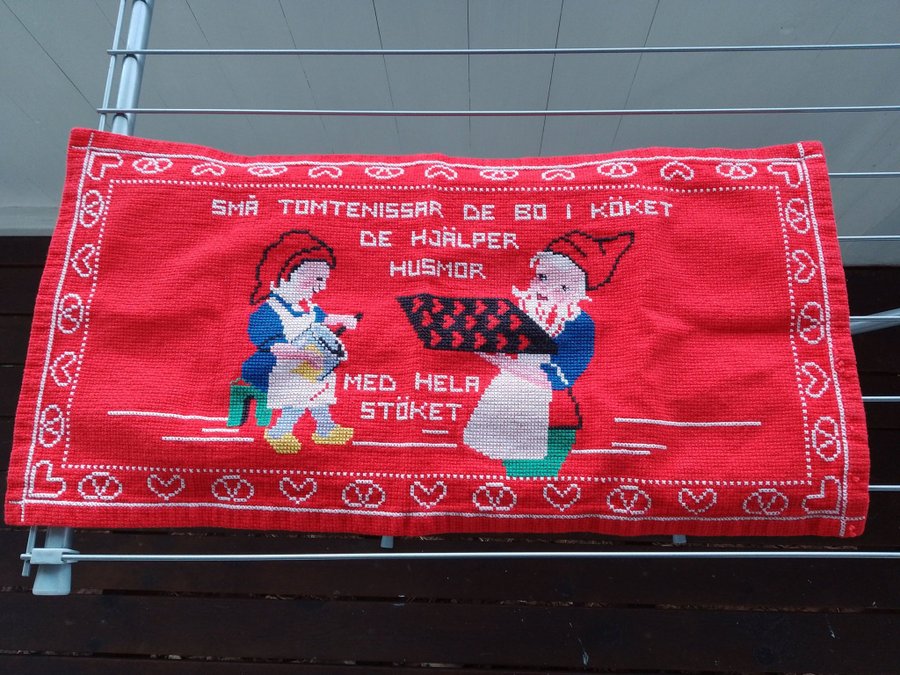 SMÅ TOMTENISSAR DE BO I KÖKET
DE HJÄLPER
HUSMOR
MED HELA
STÖKET